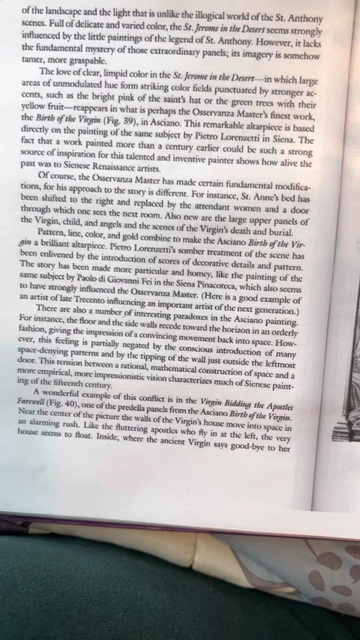 of the landscape and the light that is unlike the illogical world of the St. Anthony
scenes. Full of delicate and varied color, the St. Jerome in the Desert seems strongly
influenced by the little paintings of the legend of St. Anthony. However, it lacks
the fundamental mystery of those extraordinary panels; its imagery is somehow
tamer, more graspable.
The love of clear, limpid color in the St. Jerome in the Desert—in which large
areas of unmodulated hue form striking color fields punctuated by stronger ac-
cents, such as the bright pink of the saint's hat or the green trees with their
yellow fruit—reappears in what is perhaps the Osservanza Master's finest work,
the Birth of the Virgin (Fig. 39), in Asciano. This remarkable altarpiece is based
directly on the painting of the same subject by Pietro Lorenzetti in Siena. The
fact that a work painted more than a century earlier could be such a strong
source of inspiration for this talented and inventive painter shows how alive the
past was to Sienese Renaissance artists.
Of course, the Osservanza Master has made certain fundamental modifica-
tions, for his approach to the story is different. For instance, St. Anne's bed has
been shifted to the right and replaced by the attendant women and a door
through which one sees the next room. Also new are the large upper panels of
the Virgin, child, and angels and the scenes of the Virgin's death and burial.
Pattern, line, color, and gold combine to make the Asciano Birth of the Vir-
gin a brilliant altarpiece. Pietro Lorenzetti's somber treatment of the scene has
been enlivened by the introduction of scores of decorative details and pattern.
The story has been made more particular and homey, like the painting of the
same subject by Paolo di Giovanni Fei in the Siena Pinacoteca, which also seems
to have strongly influenced the Osservanza Master. (Here is a good example of
an artist of late Trecento influencing an important artist of the next generation.)
There are also a number of interesting paradoxes in the Asciano painting.
For instance, the floor and the side walls recede toward the horizon in an orderly
fashion, giving the impression of a convincing movement back into space. How-
ever, this feeling is partially negated by the conscious introduction of many
space-denying patterns and by the tipping of the wall just outside the leftmost
door. This tension between a rational, mathematical construction of space and a
more empirical, more impressionistic vision characterizes much of Sienese paint-
ing of the fifteenth century.
A wonderful example of this conflict is in the Virgin Bidding the Apostles
Farewell (Fig. 40), one of the predella panels from the Asciano Birth of the Virgin.
Near the center of the picture the walls of the Virgin's house move into space in
an alarming rush. Like the fluttering apostles who fly in at the left, the very
house seems to float. Inside, where the ancient Virgin says good-bye to her